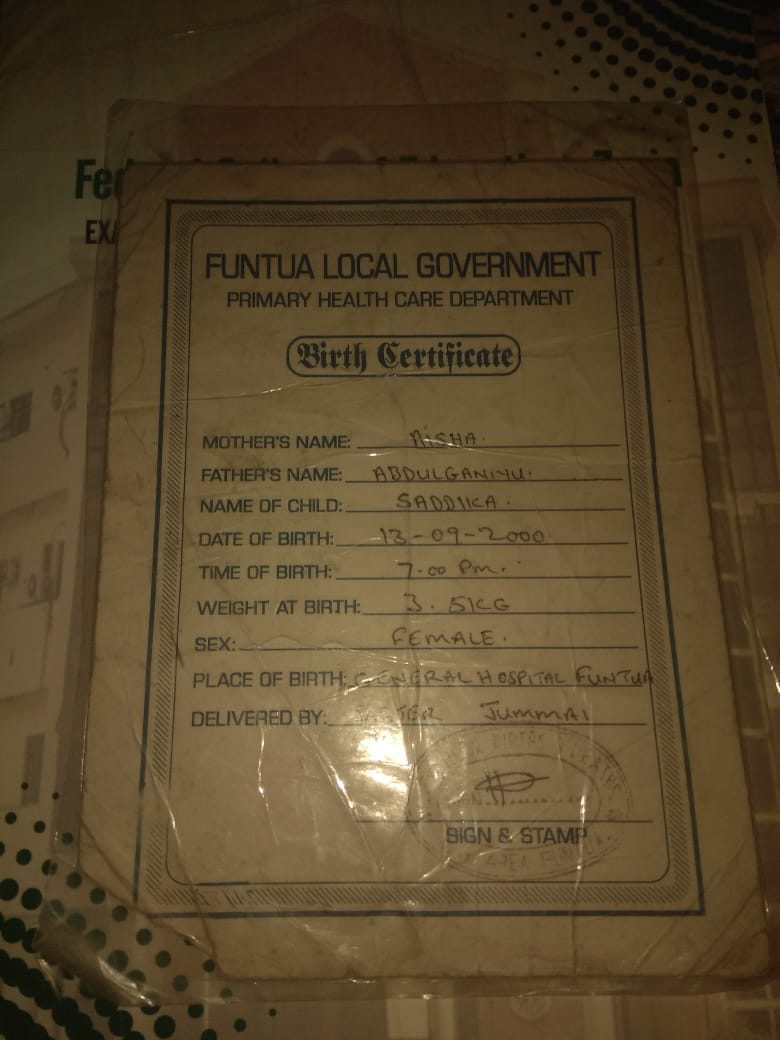 EXA
FUNTUA LOCAL GOVERNMENT
PRIMARY HEALTH CARE DEPARTMENT
Birth Certificate
MOTHER'S NAME: AISHA.
FATHER'S NAME: ABDULGANIYU.
NAME OF CHILD: SADDIKA.
DATE OF BIRTH: 13-09-2000
TIME OF BIRTH: 7.00 Pm.
WEIGHT AT BIRTH: 3.5KG
SEX: FEMALE.
PLACE OF BIRTH: GENERAL HOSPITAL FUNTUA
DELIVERED BY: SISTER JUMMAI
SIGN & STAMP